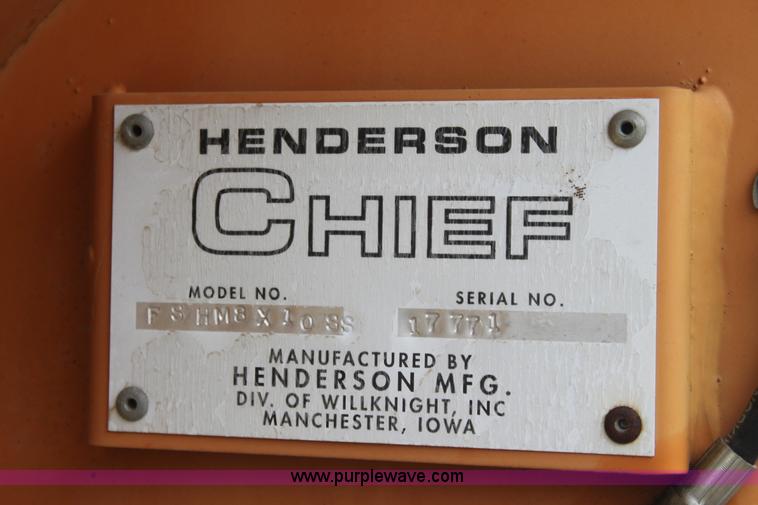 HENDERSON
CHIEF
MODEL NO. SERIAL NO.
FSHM8X108S 17771
MANUFACTURED BY
HENDERSON MFG.
DIV. OF WILLKNIGHT, INC
MANCHESTER, IOWA
www.purplewave.com